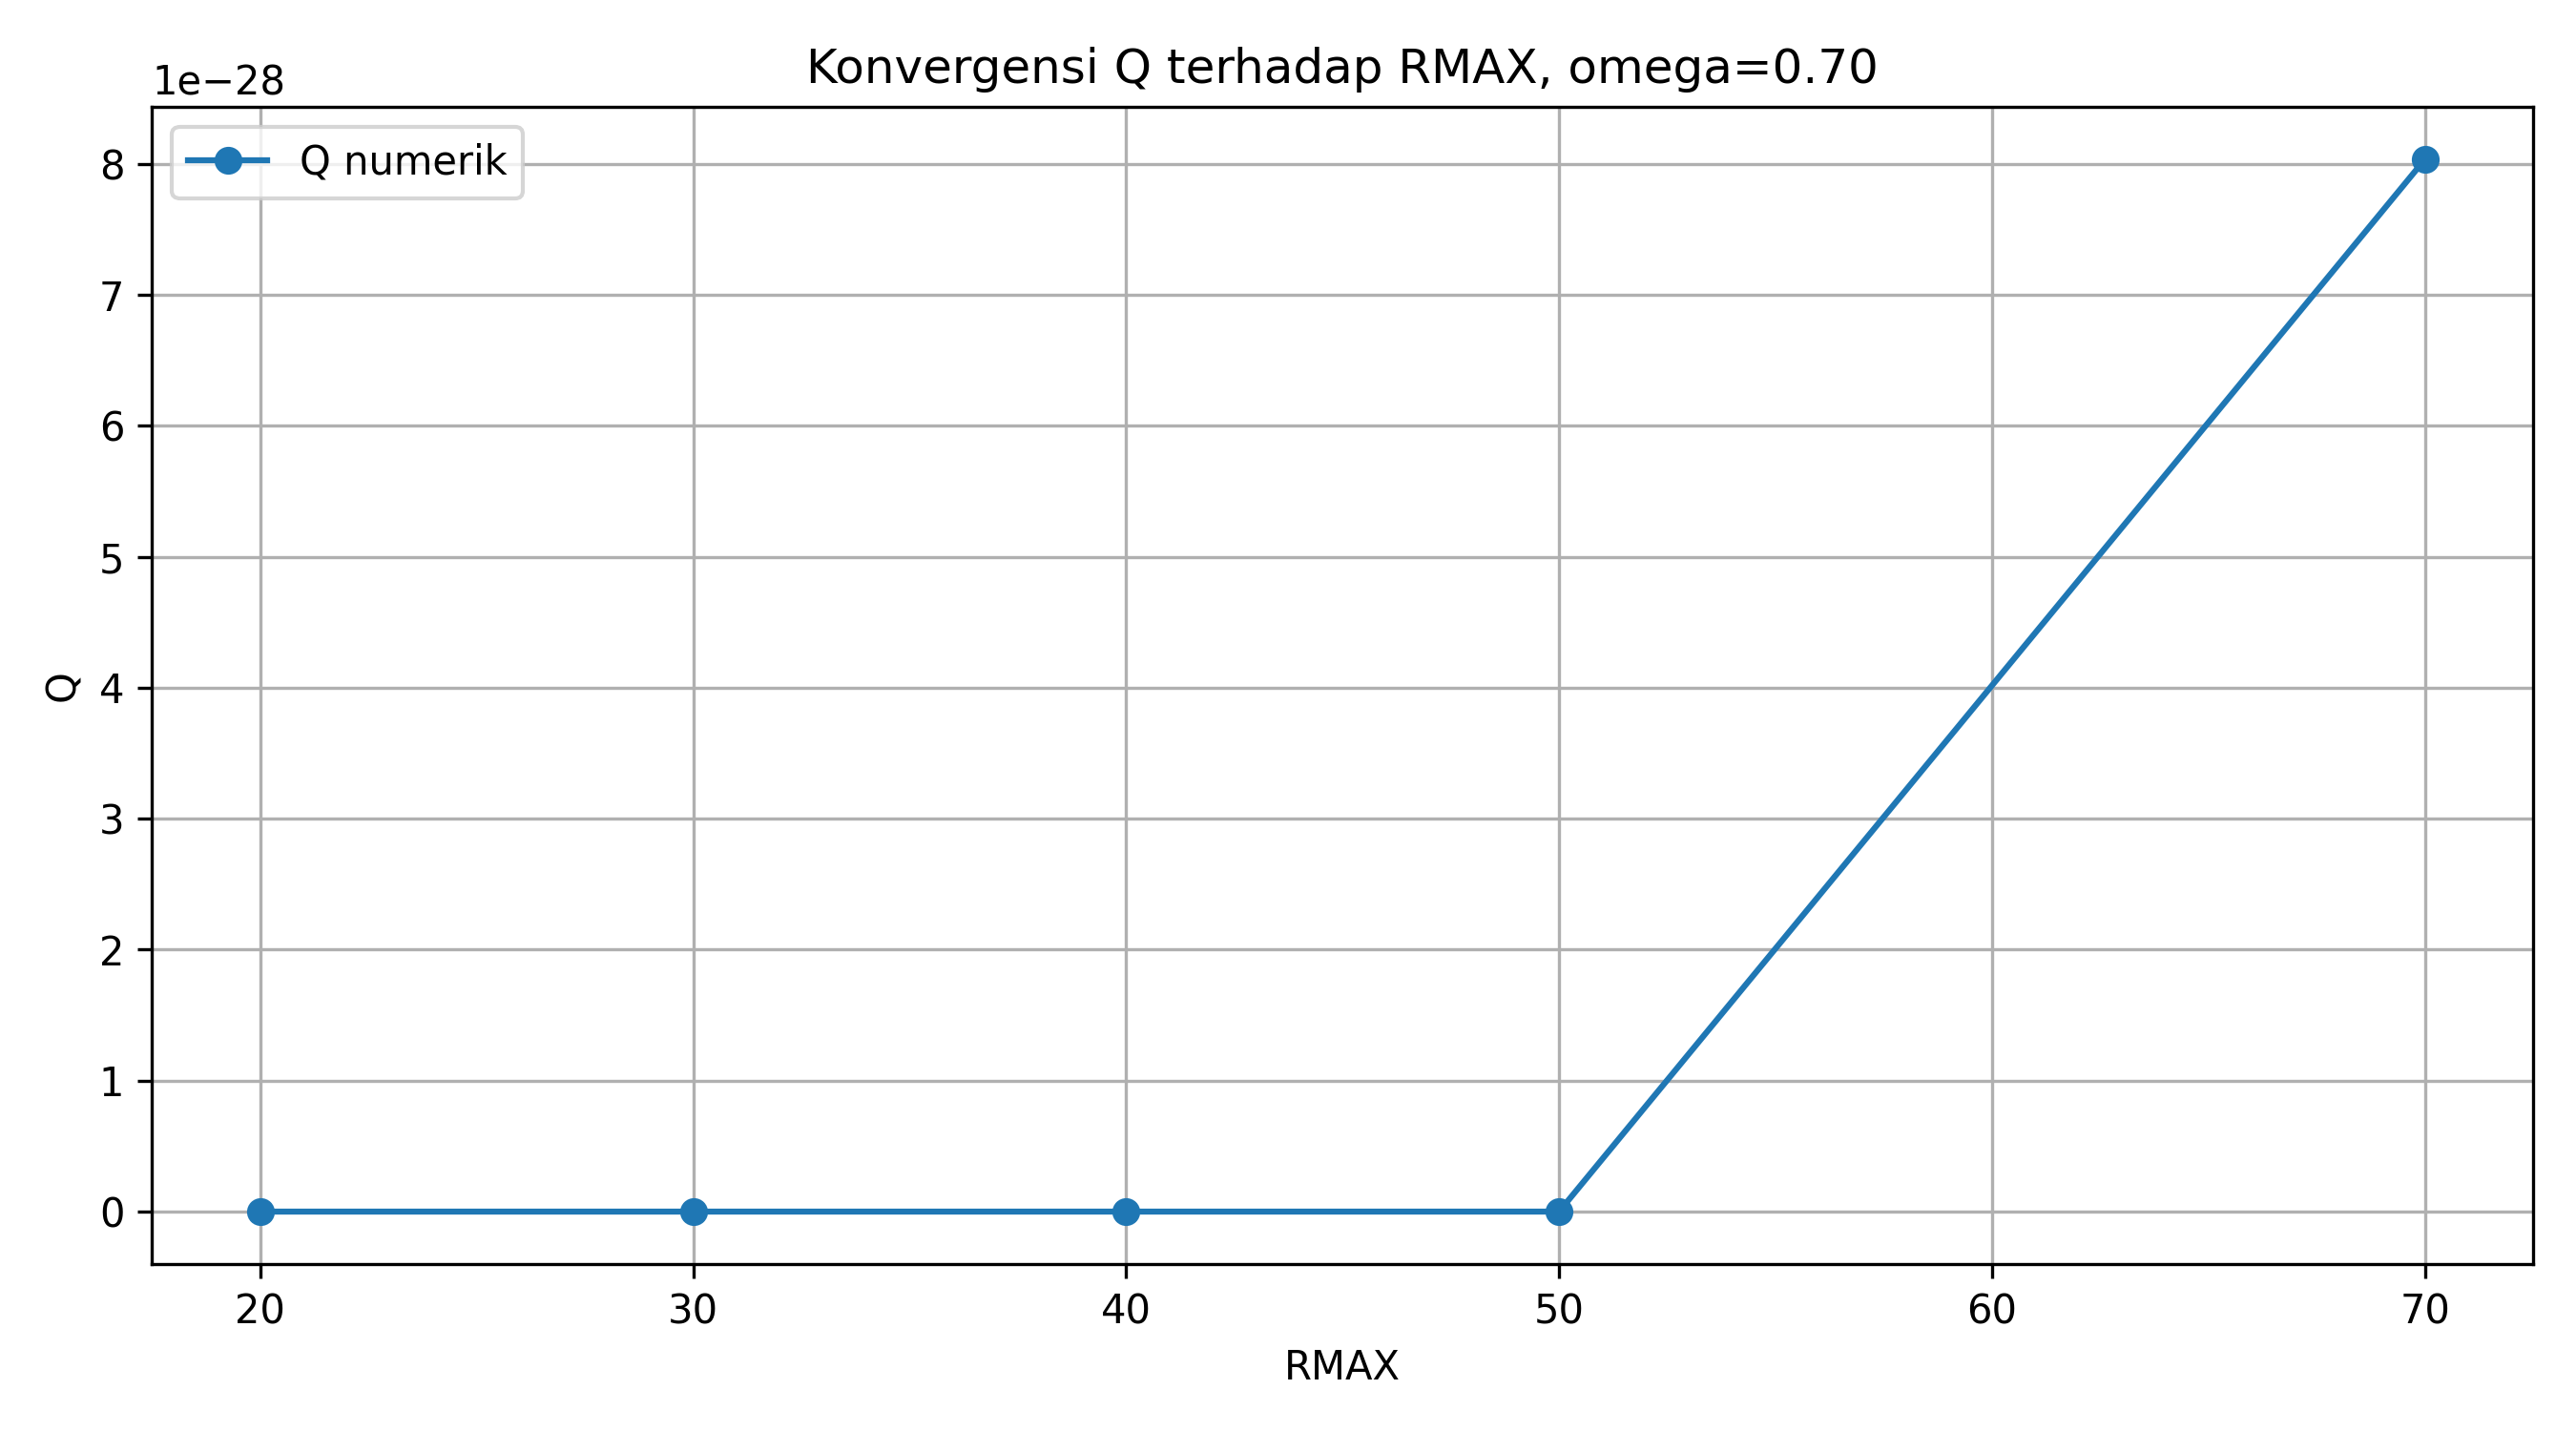 Konvergensi Q terhadap RMAX, omega=0.70
1e−28
Q numerik
8
7
6
5
4
3
2
1
0
Q
20 30 40 50 60 70
RMAX